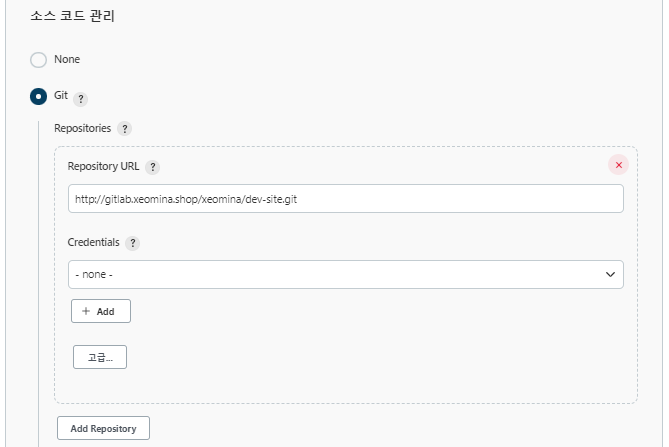 소스 코드 관리
None
Git ?
Repositories ?
Repository URL ?
http://gitlab.xeomina.shop/xeomina/dev-site.git
Credentials ?
- none -
+ Add
고급...
Add Repository